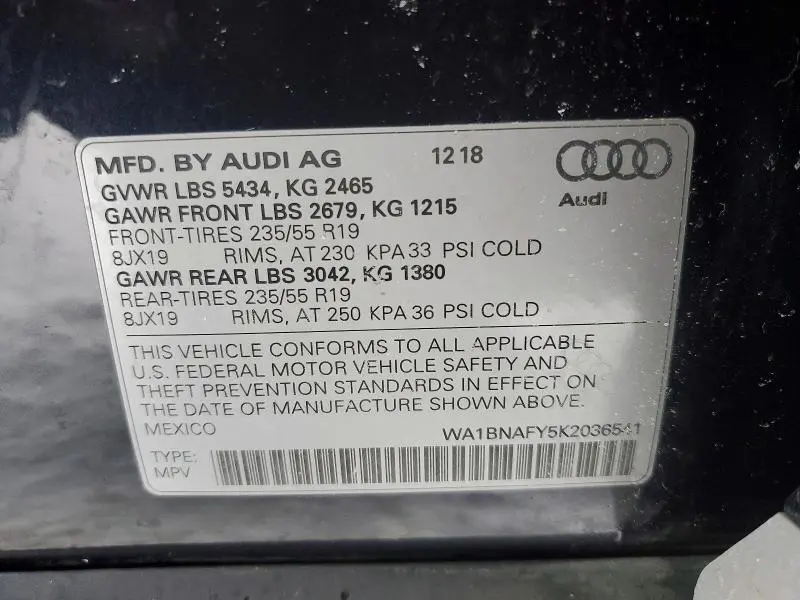 MFD. BY AUDI AG 12 18
Audi
GVWR LBS 5434, KG 2465
GAWR FRONT LBS 2679, KG 1215
FRONT-TIRES 235/55 R19
8JX19 RIMS, AT 230 KPA 33 PSI COLD
GAWR REAR LBS 3042, KG 1380
REAR-TIRES 235/55 R19
8JX19 RIMS, AT 250 KPA 36 PSI COLD
THIS VEHICLE CONFORMS TO ALL APPLICABLE
U.S. FEDERAL MOTOR VEHICLE SAFETY AND
THEFT PREVENTION STANDARDS IN EFFECT ON
THE DATE OF MANUFACTURE SHOWN ABOVE.
MEXICO WA1BNAFY5K2036541
TYPE:
MPV